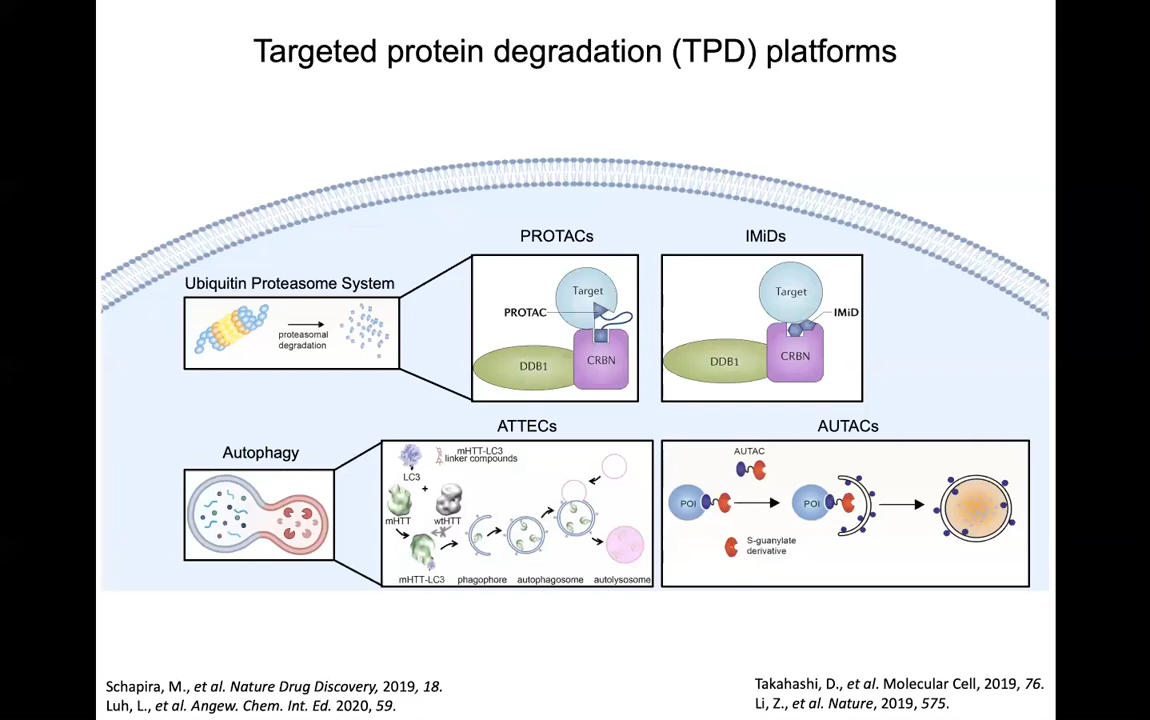 Targeted protein degradation (TPD) platforms
PROTACs
IMiDs
Ubiquitin Proteasome System
proteasomal
degradation
Target
PROTAC
CRBN
DDB1
Target
IMiD
CRBN
DDB1
Autophagy
ATTECs
mHTT-LC3
linker compounds
LC3
+
mHTT
wtHTT
mHTT-LC3
phagophore
autophagosome
autolysosome
AUTACs
AUTAC
POI
POI
S-guanylate
derivative
Schapira, M., et al. Nature Drug Discovery, 2019, 18.
Luh, L., et al. Angew. Chem. Int. Ed. 2020, 59.
Takahashi, D., et al. Molecular Cell, 2019, 76.
Li, Z., et al. Nature, 2019, 575.